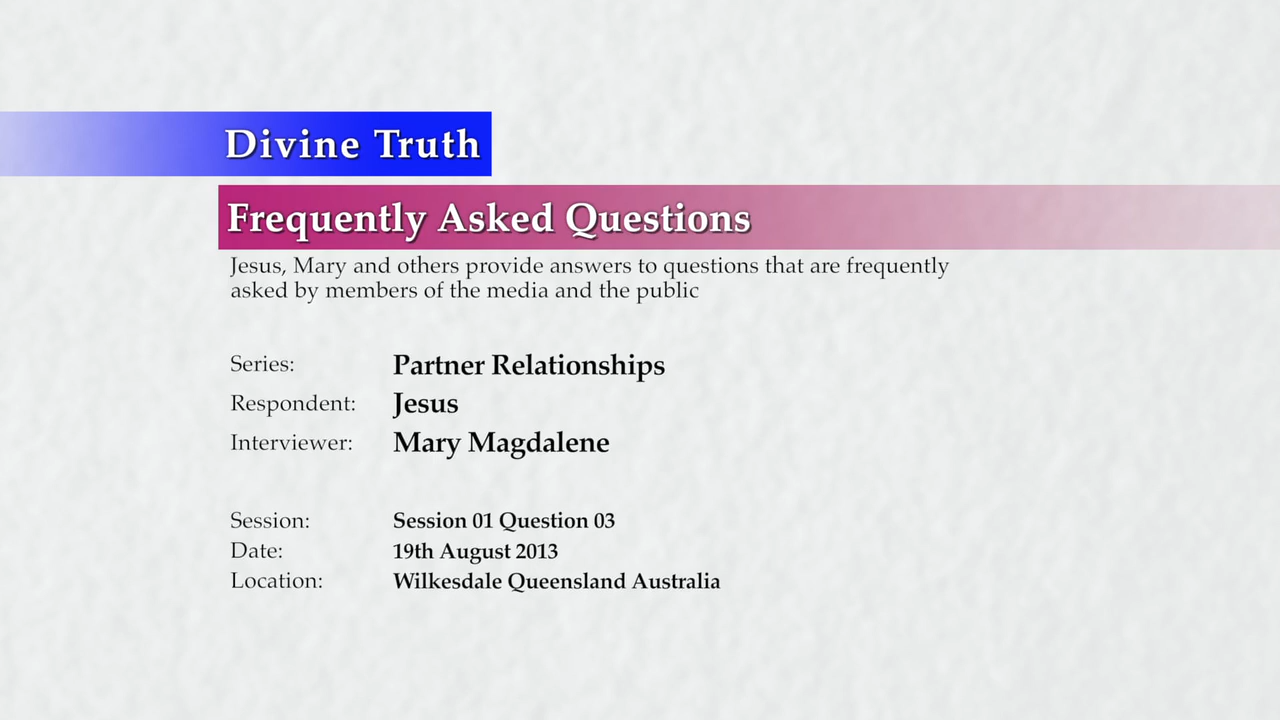 Divine Truth
Frequently Asked Questions
Jesus, Mary and others provide answers to questions that are frequently
asked by members of the media and the public
Series: Partner Relationships
Respondent: Jesus
Interviewer: Mary Magdalene
Session: Session 01 Question 03
Date: 19th August 2013
Location: Wilkesdale Queensland Australia